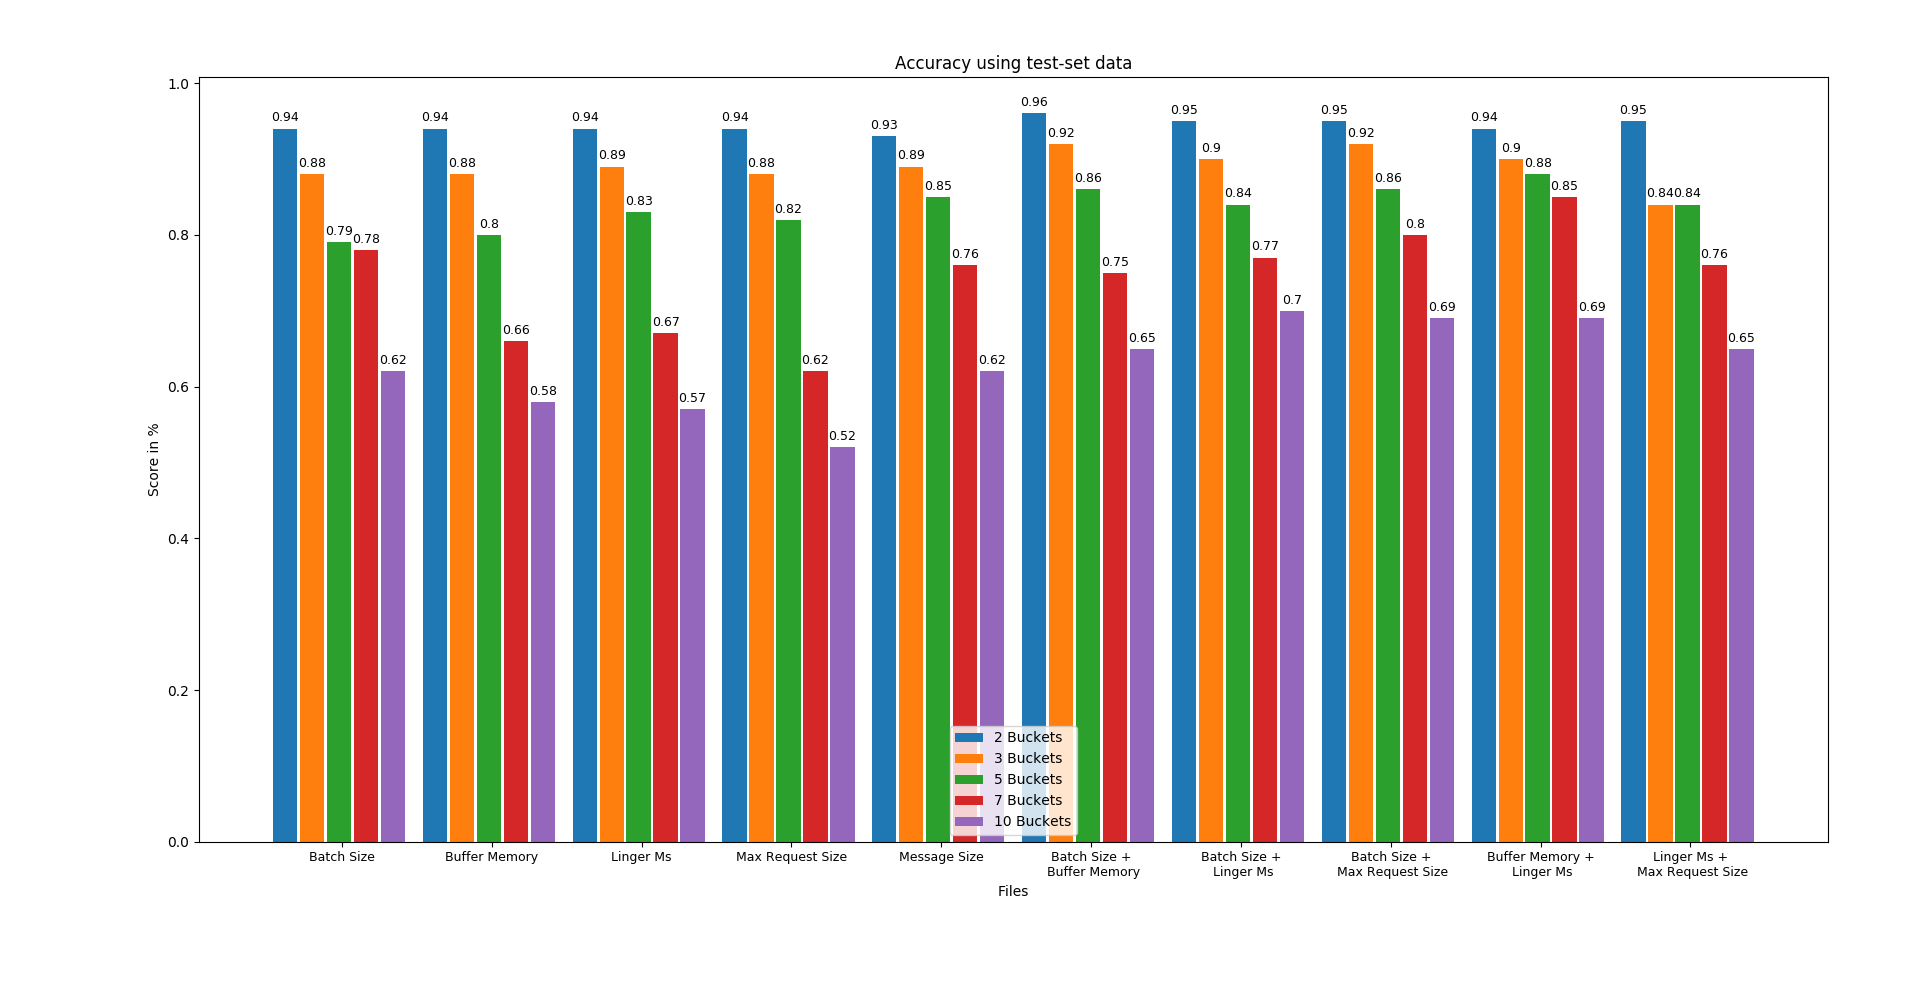 Accuracy using test-set data
1.0
0.8
0.6
0.4
0.2
0.0
Score in %
0.94
0.88
0.79
0.78
0.62
0.94
0.88
0.8
0.66
0.58
0.94
0.89
0.83
0.67
0.57
0.94
0.88
0.82
0.62
0.52
0.93
0.89
0.85
0.76
0.62
0.96
0.92
0.86
0.75
0.65
0.95
0.9
0.84
0.77
0.7
0.95
0.92
0.86
0.8
0.69
0.94
0.9
0.88
0.85
0.69
0.95
0.84
0.84
0.76
0.65
2 Buckets
3 Buckets
5 Buckets
7 Buckets
10 Buckets
Batch Size
Buffer Memory
Linger Ms
Max Request Size
Message Size
Batch Size +
Buffer Memory
Batch Size +
Linger Ms
Batch Size +
Max Request Size
Buffer Memory +
Linger Ms
Linger Ms +
Max Request Size
Files